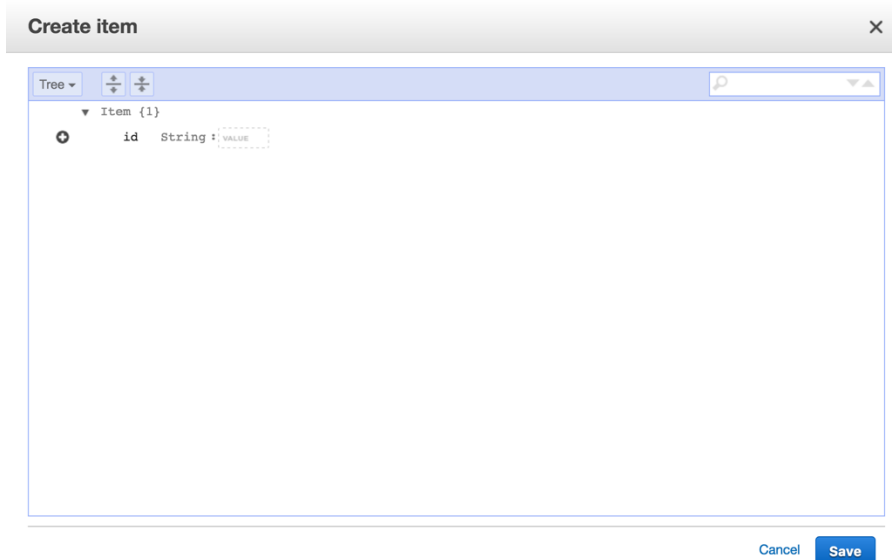 Create item
Tree
Item {1}
id String : VALUE
Cancel Save